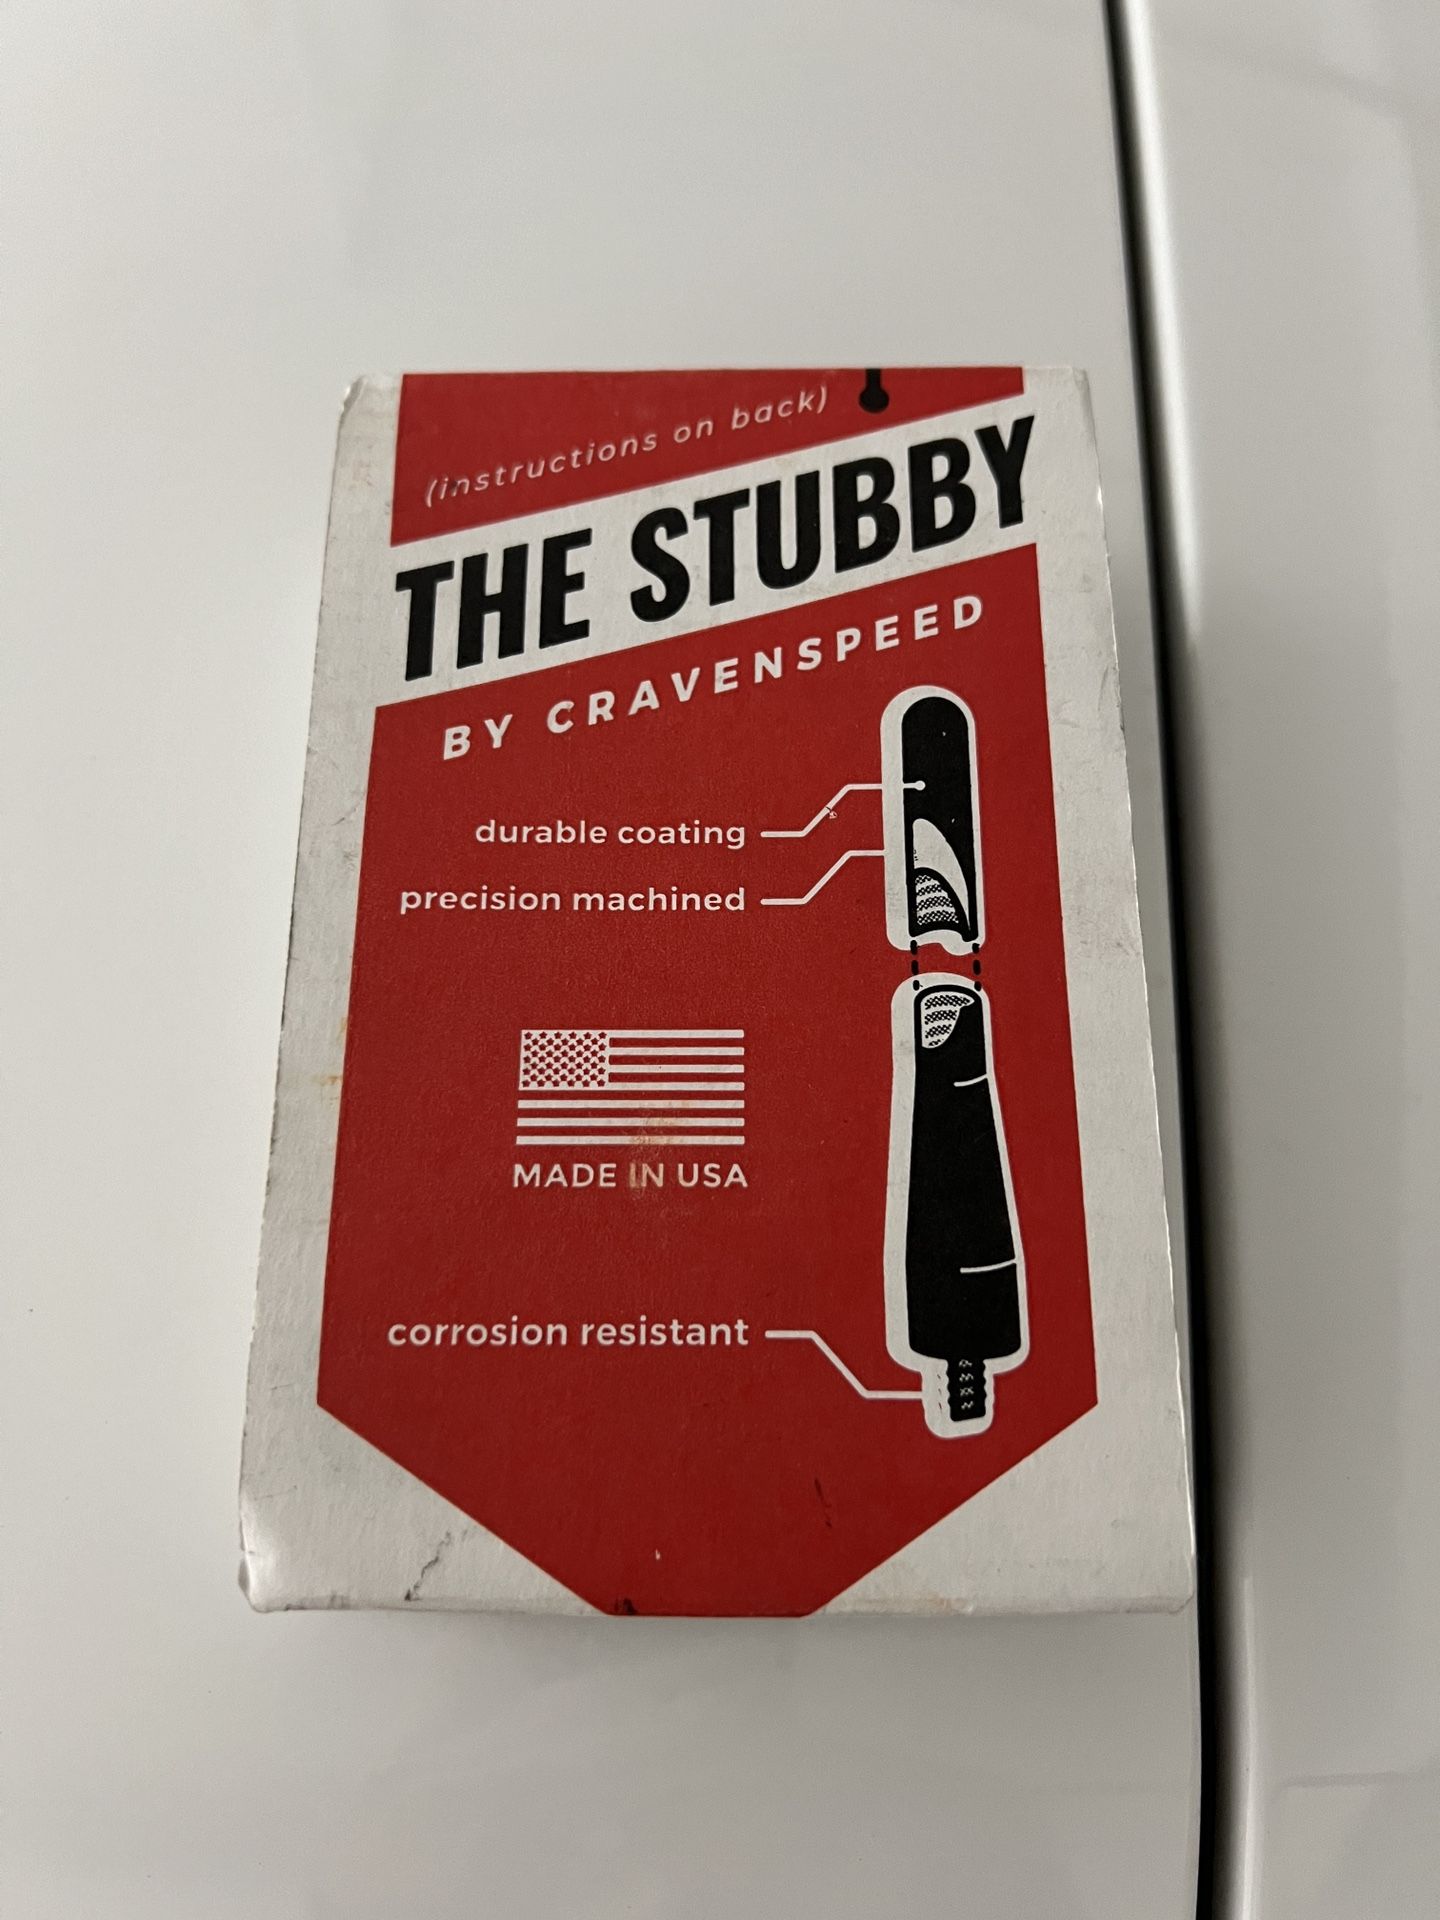 (instructions on back)
THE STUBBY
BY CRAVENSPEED
durable coating
precision machined
MADE IN USA
corrosion resistant